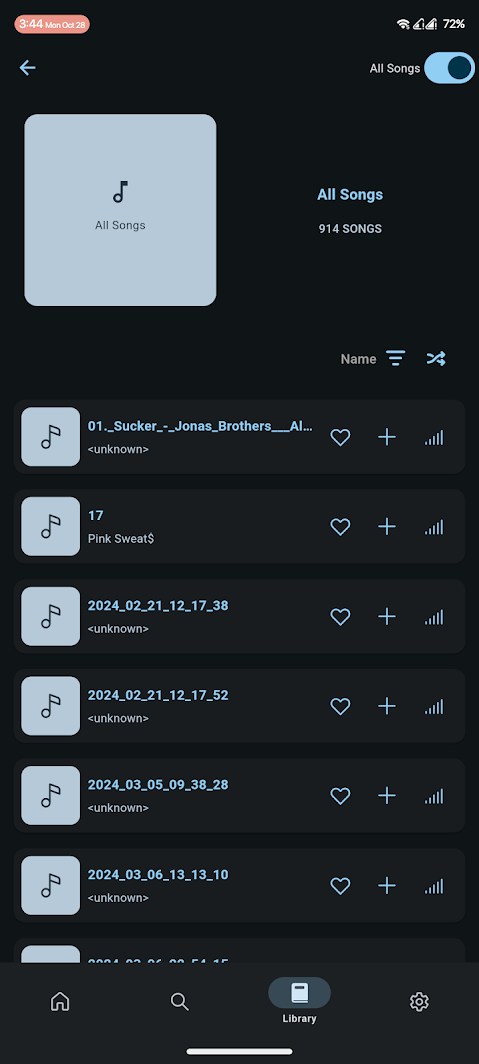 3:44 Mon Oct 28
72%
All Songs
All Songs
All Songs
914 SONGS
Name
01._Sucker_-_Jonas_Brothers___Al...
<unknown>
17
Pink Sweat$
2024_02_21_12_17_38
<unknown>
2024_02_21_12_17_52
<unknown>
2024_03_05_09_38_28
<unknown>
2024_03_06_13_13_10
<unknown>
Library